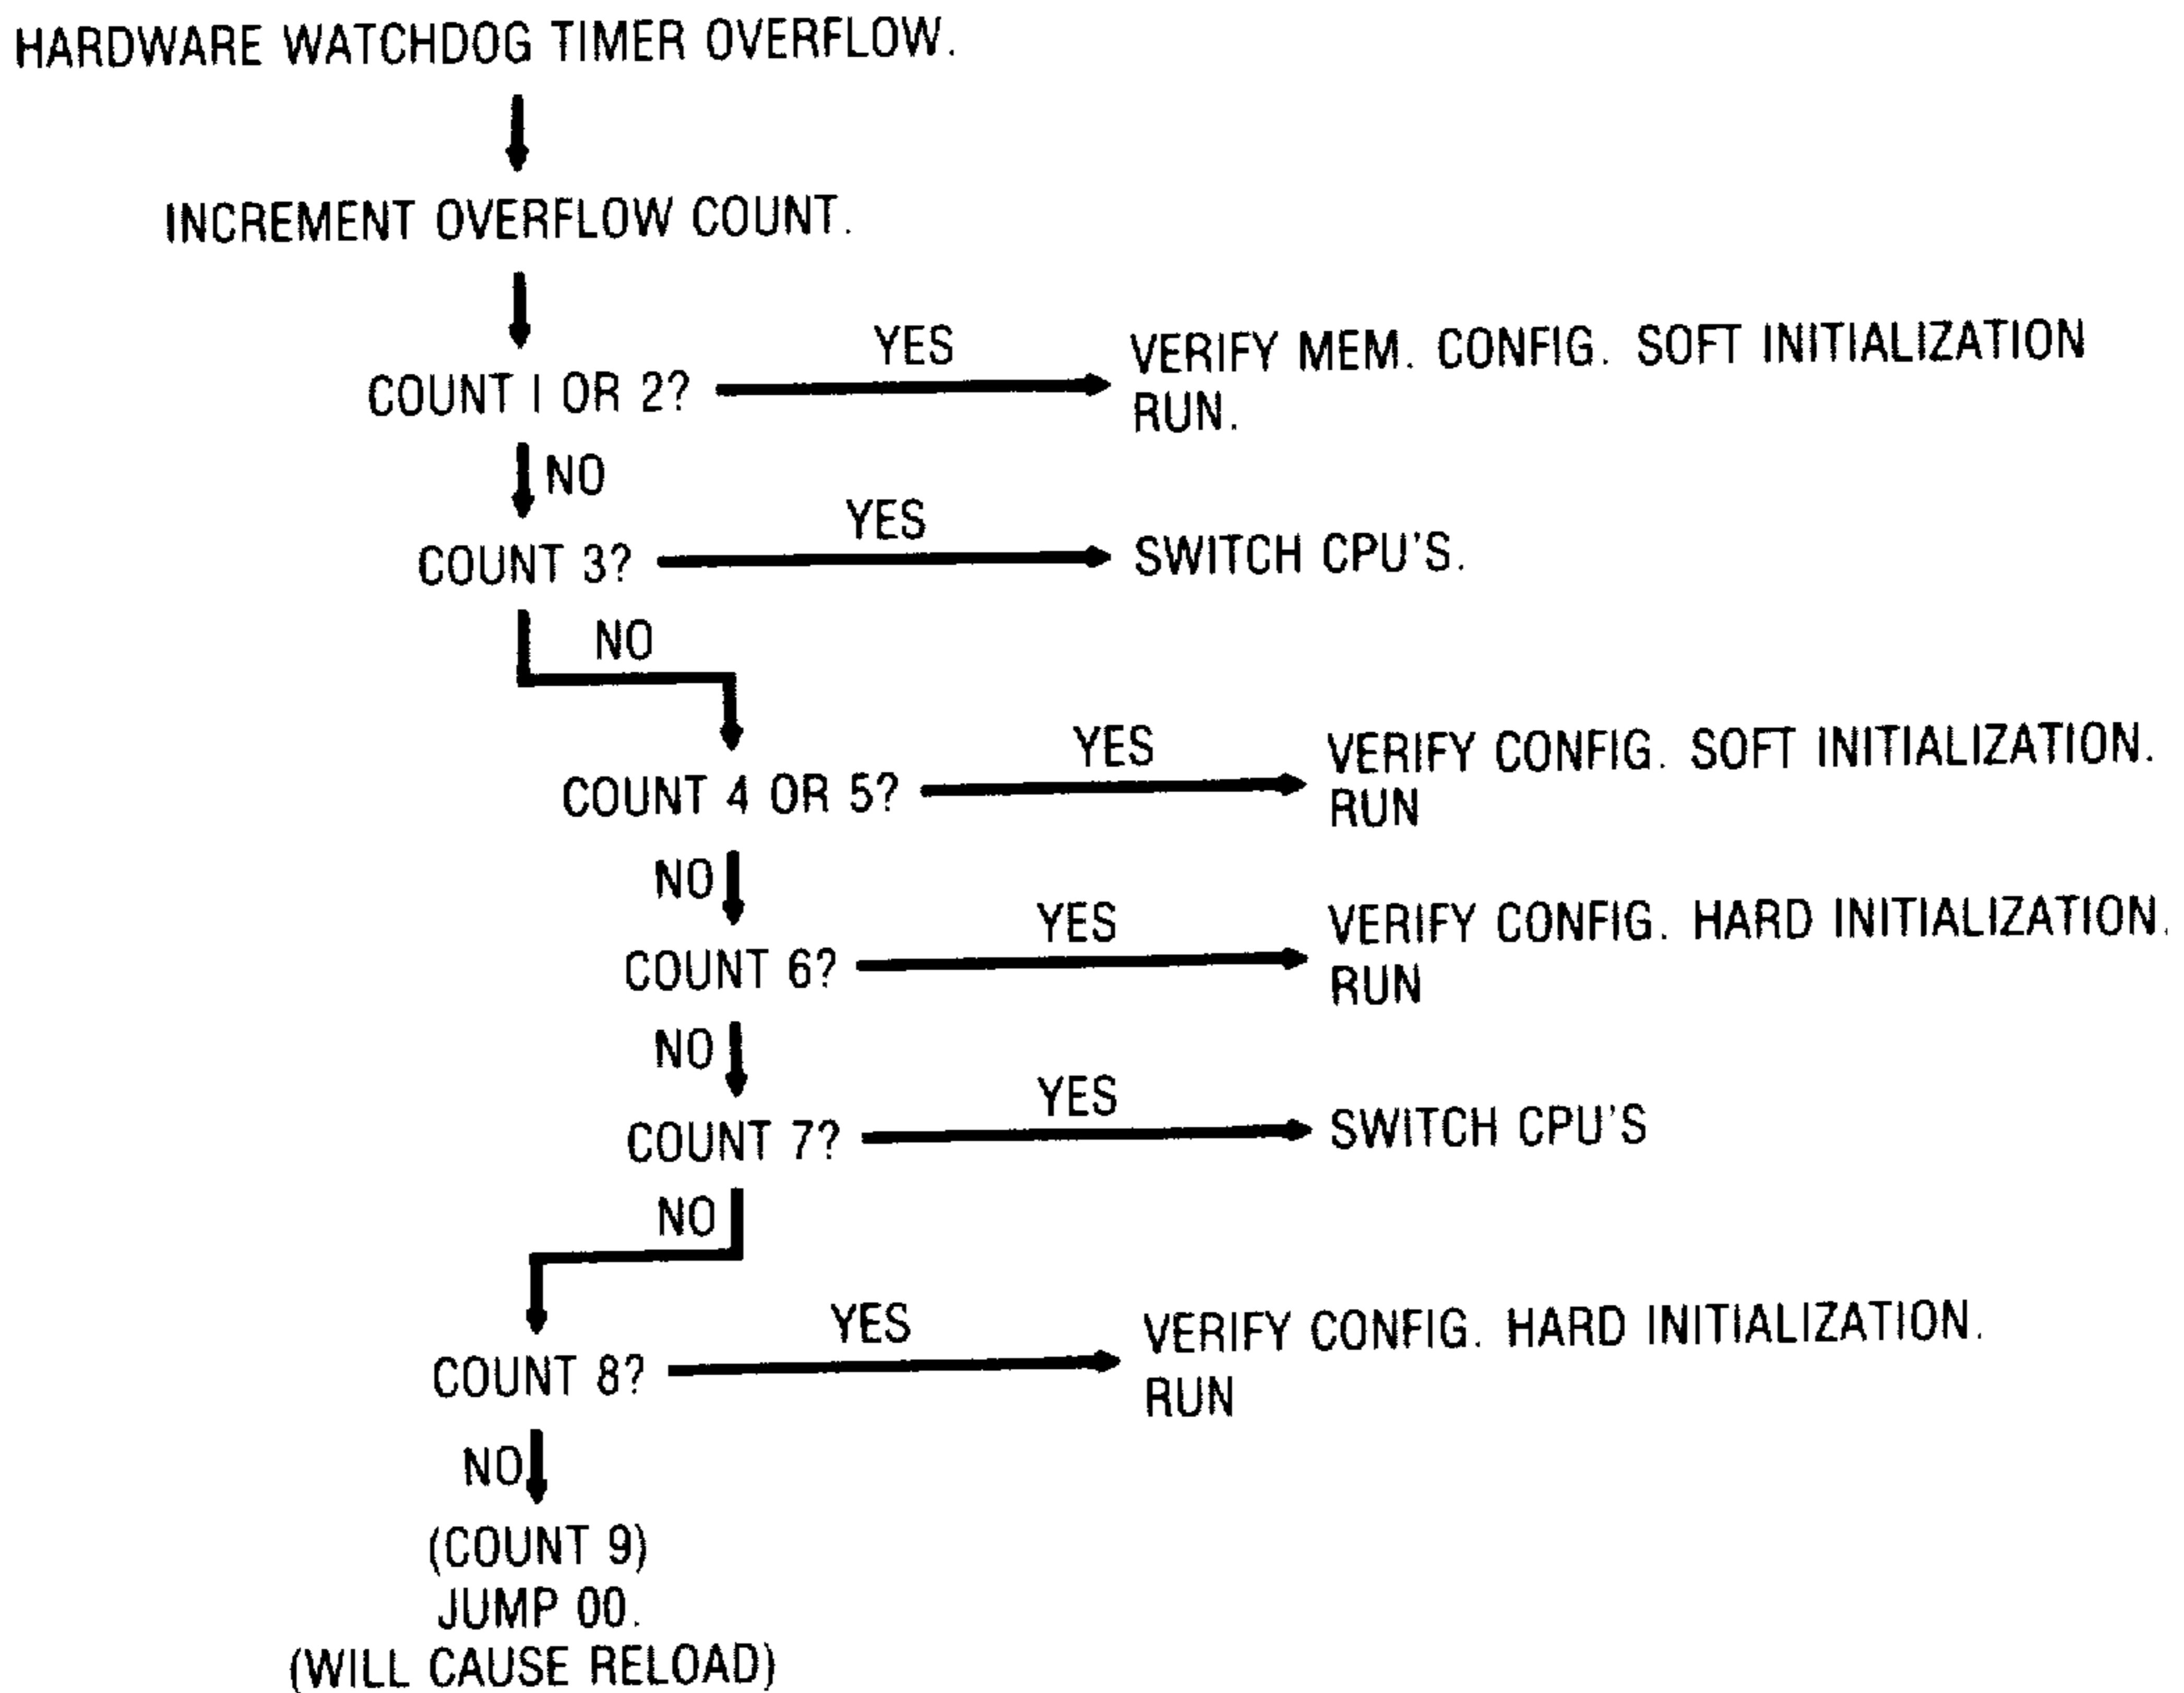 HARDWARE WATCHDOG TIMER OVERFLOW.
INCREMENT OVERFLOW COUNT.
COUNT 1 OR 2?
YES
VERIFY MEM. CONFIG. SOFT INITIALIZATION
RUN.
NO
COUNT 3?
YES
SWITCH CPU'S.
NO
COUNT 4 OR 5?
YES
VERIFY CONFIG. SOFT INITIALIZATION.
RUN
NO
COUNT 6?
YES
VERIFY CONFIG. HARD INITIALIZATION.
RUN
NO
COUNT 7?
YES
SWITCH CPU'S
NO
COUNT 8?
YES
VERIFY CONFIG. HARD INITIALIZATION.
RUN
NO
(COUNT 9)
JUMP 00.
(WILL CAUSE RELOAD)